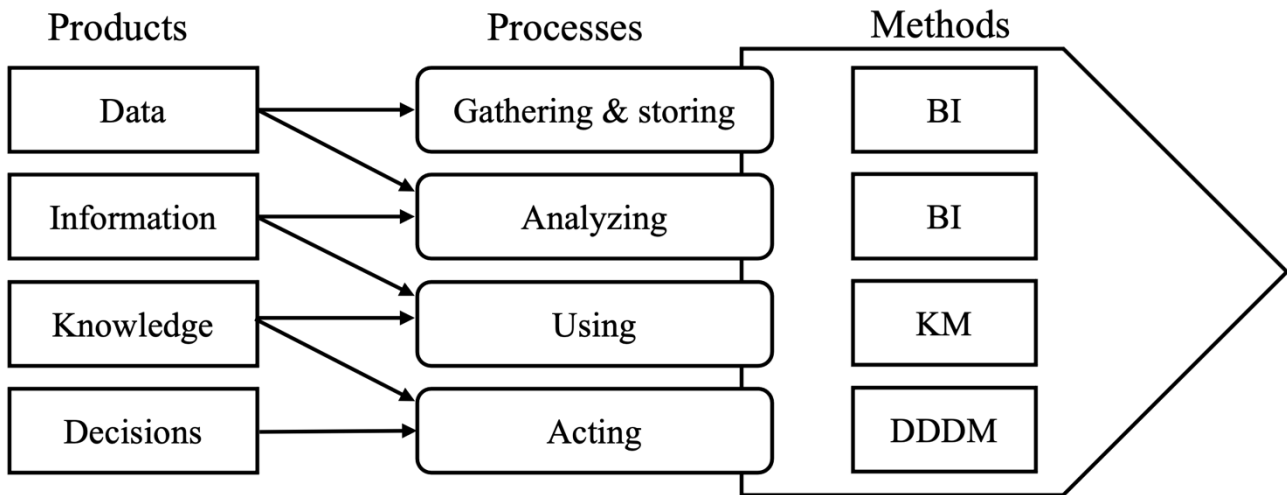 Products
Processes
Methods
Data
Gathering & storing
BI
Information
Analyzing
BI
Knowledge
Using
KM
Decisions
Acting
DDDM